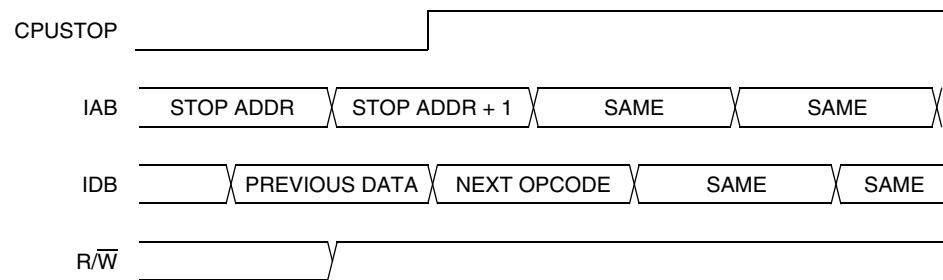 CPUSTOP
IAB STOP ADDR STOP ADDR + 1 SAME SAME
IDB PREVIOUS DATA NEXT OPCODE SAME SAME
R/W̅